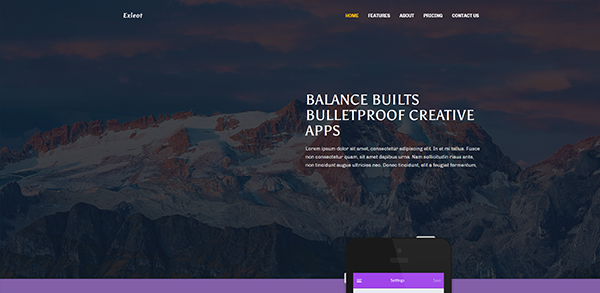 Exleot
HOME FEATURES ABOUT PRICING CONTACT US
BALANCE BUILTS
BULLETPROOF CREATIVE
APPS
Lorem ipsum dolor sit amet, consectetur adipiscing elit. In et mi tellus. Fusce
non consectetur quam, sit amet dapibus urna. Nam sollicitudin risus ante,
non tincidunt augue ultricies nec. Donec tincidunt, elit a feugiat fermentum,
Settings